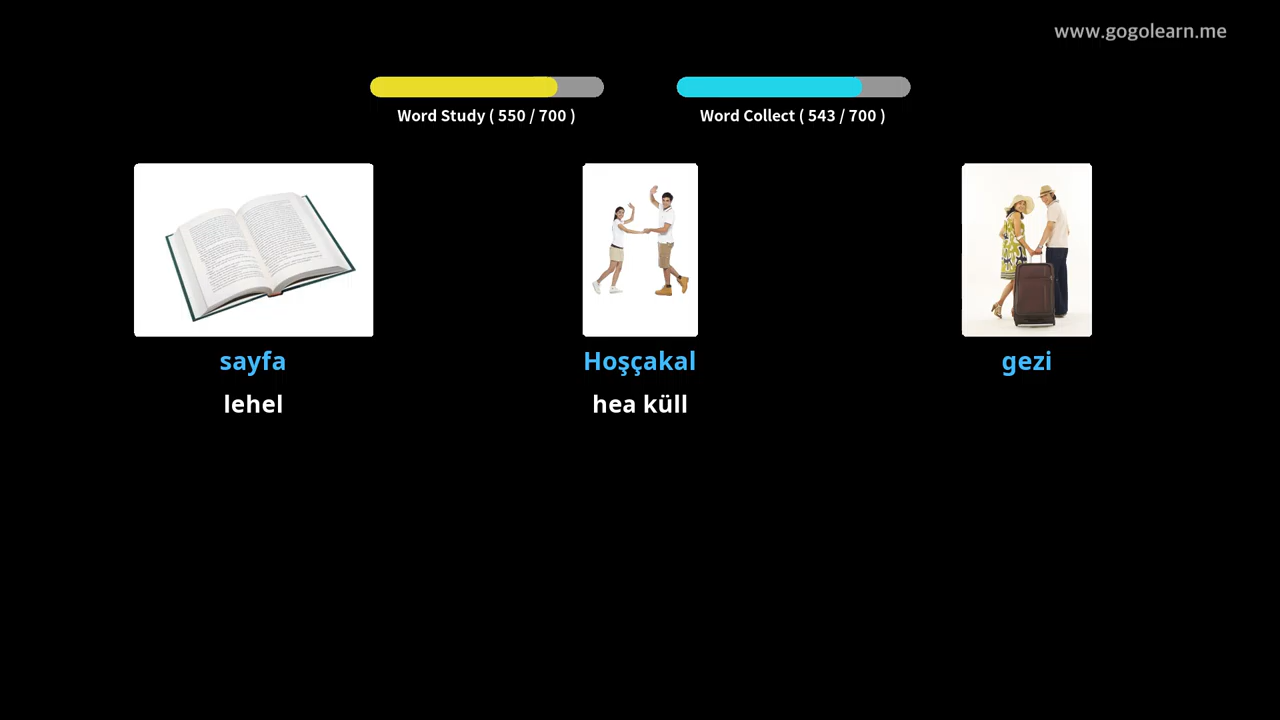 www.gogolearn.me
Word Study ( 550 / 700 )
Word Collect ( 543 / 700 )
sayfa
Hoşçakal
gezi
lehel
hea küll